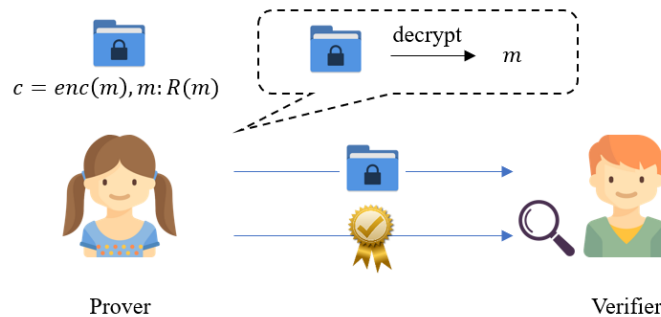 decrypt
m
c = enc(m), m: R(m)
Prover
Verifier